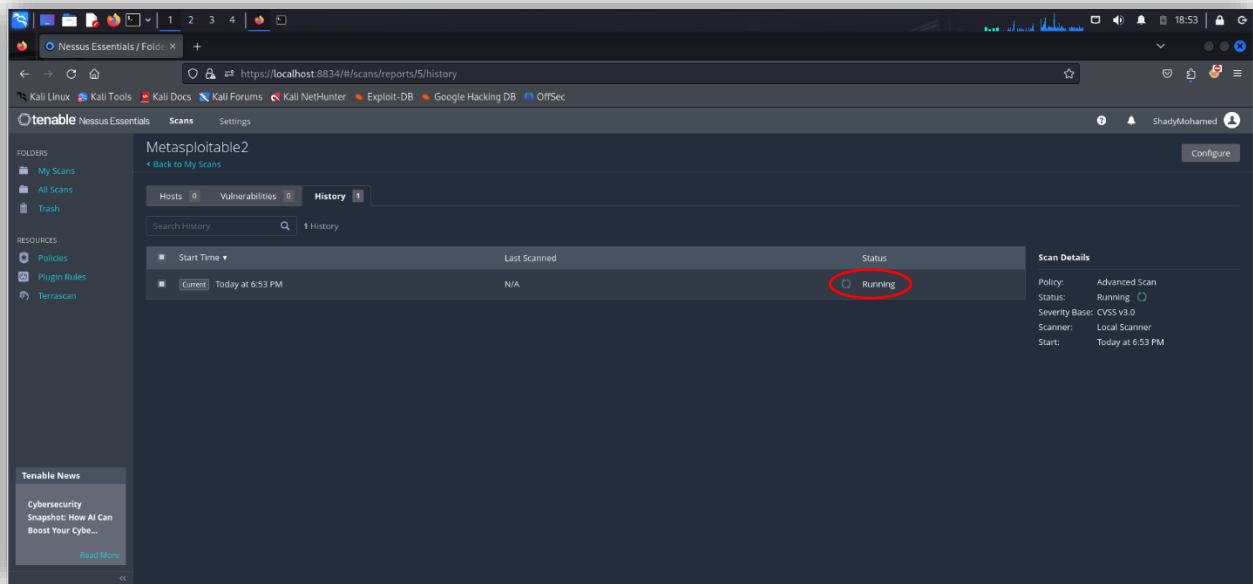 1 2 3 4 18:53
Nessus Essentials / Folde
https://localhost:8834/#/scans/reports/5/history
Kali Linux Kali Tools Kali Docs Kali Forums Kali NetHunter Exploit-DB Google Hacking DB OffSec
tenable Nessus Essentials Scans Settings ShadyMohamed
FOLDERS
My Scans
All Scans
Trash
RESOURCES
Policies
Plugin Rules
Terrascan
Metasploitable2
Back to My Scans
Configure
Hosts 0 Vulnerabilities 0 History 1
Search History 1 History
Start Time Last Scanned Status
Current Today at 6:53 PM N/A Running
Scan Details
Policy: Advanced Scan
Status: Running
Severity Base: CVSS v3.0
Scanner: Local Scanner
Start: Today at 6:53 PM
Tenable News
Cybersecurity
Snapshot: How AI Can
Boost Your Cybe...
Read More